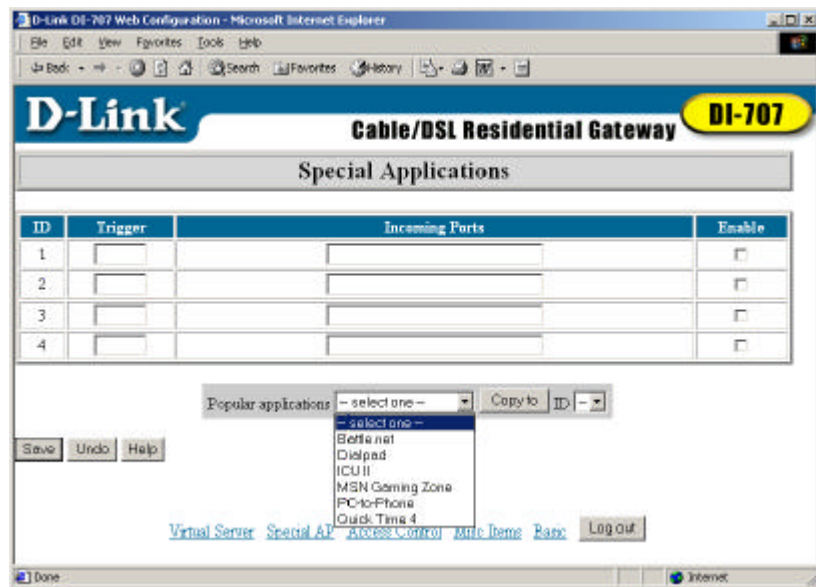 D-Link DI-707 Web Configuration - Microsoft Internet Explorer
File Edit View Favorites Tools Help
Back Search Favorites History
D-Link
DI-707
Cable/DSL Residential Gateway
Special Applications
ID Trigger Incoming Ports Enable
1
2
3
4
Popular applications -- select one -- Copy to ID --
-- select one --
Battle.net
Dialpad
ICU II
MSN Gaming Zone
PC-to-Phone
Quick Time 4
Save Undo Help
Virtual Server Special AP Access Control Misc Items Basic Log out
Done Internet